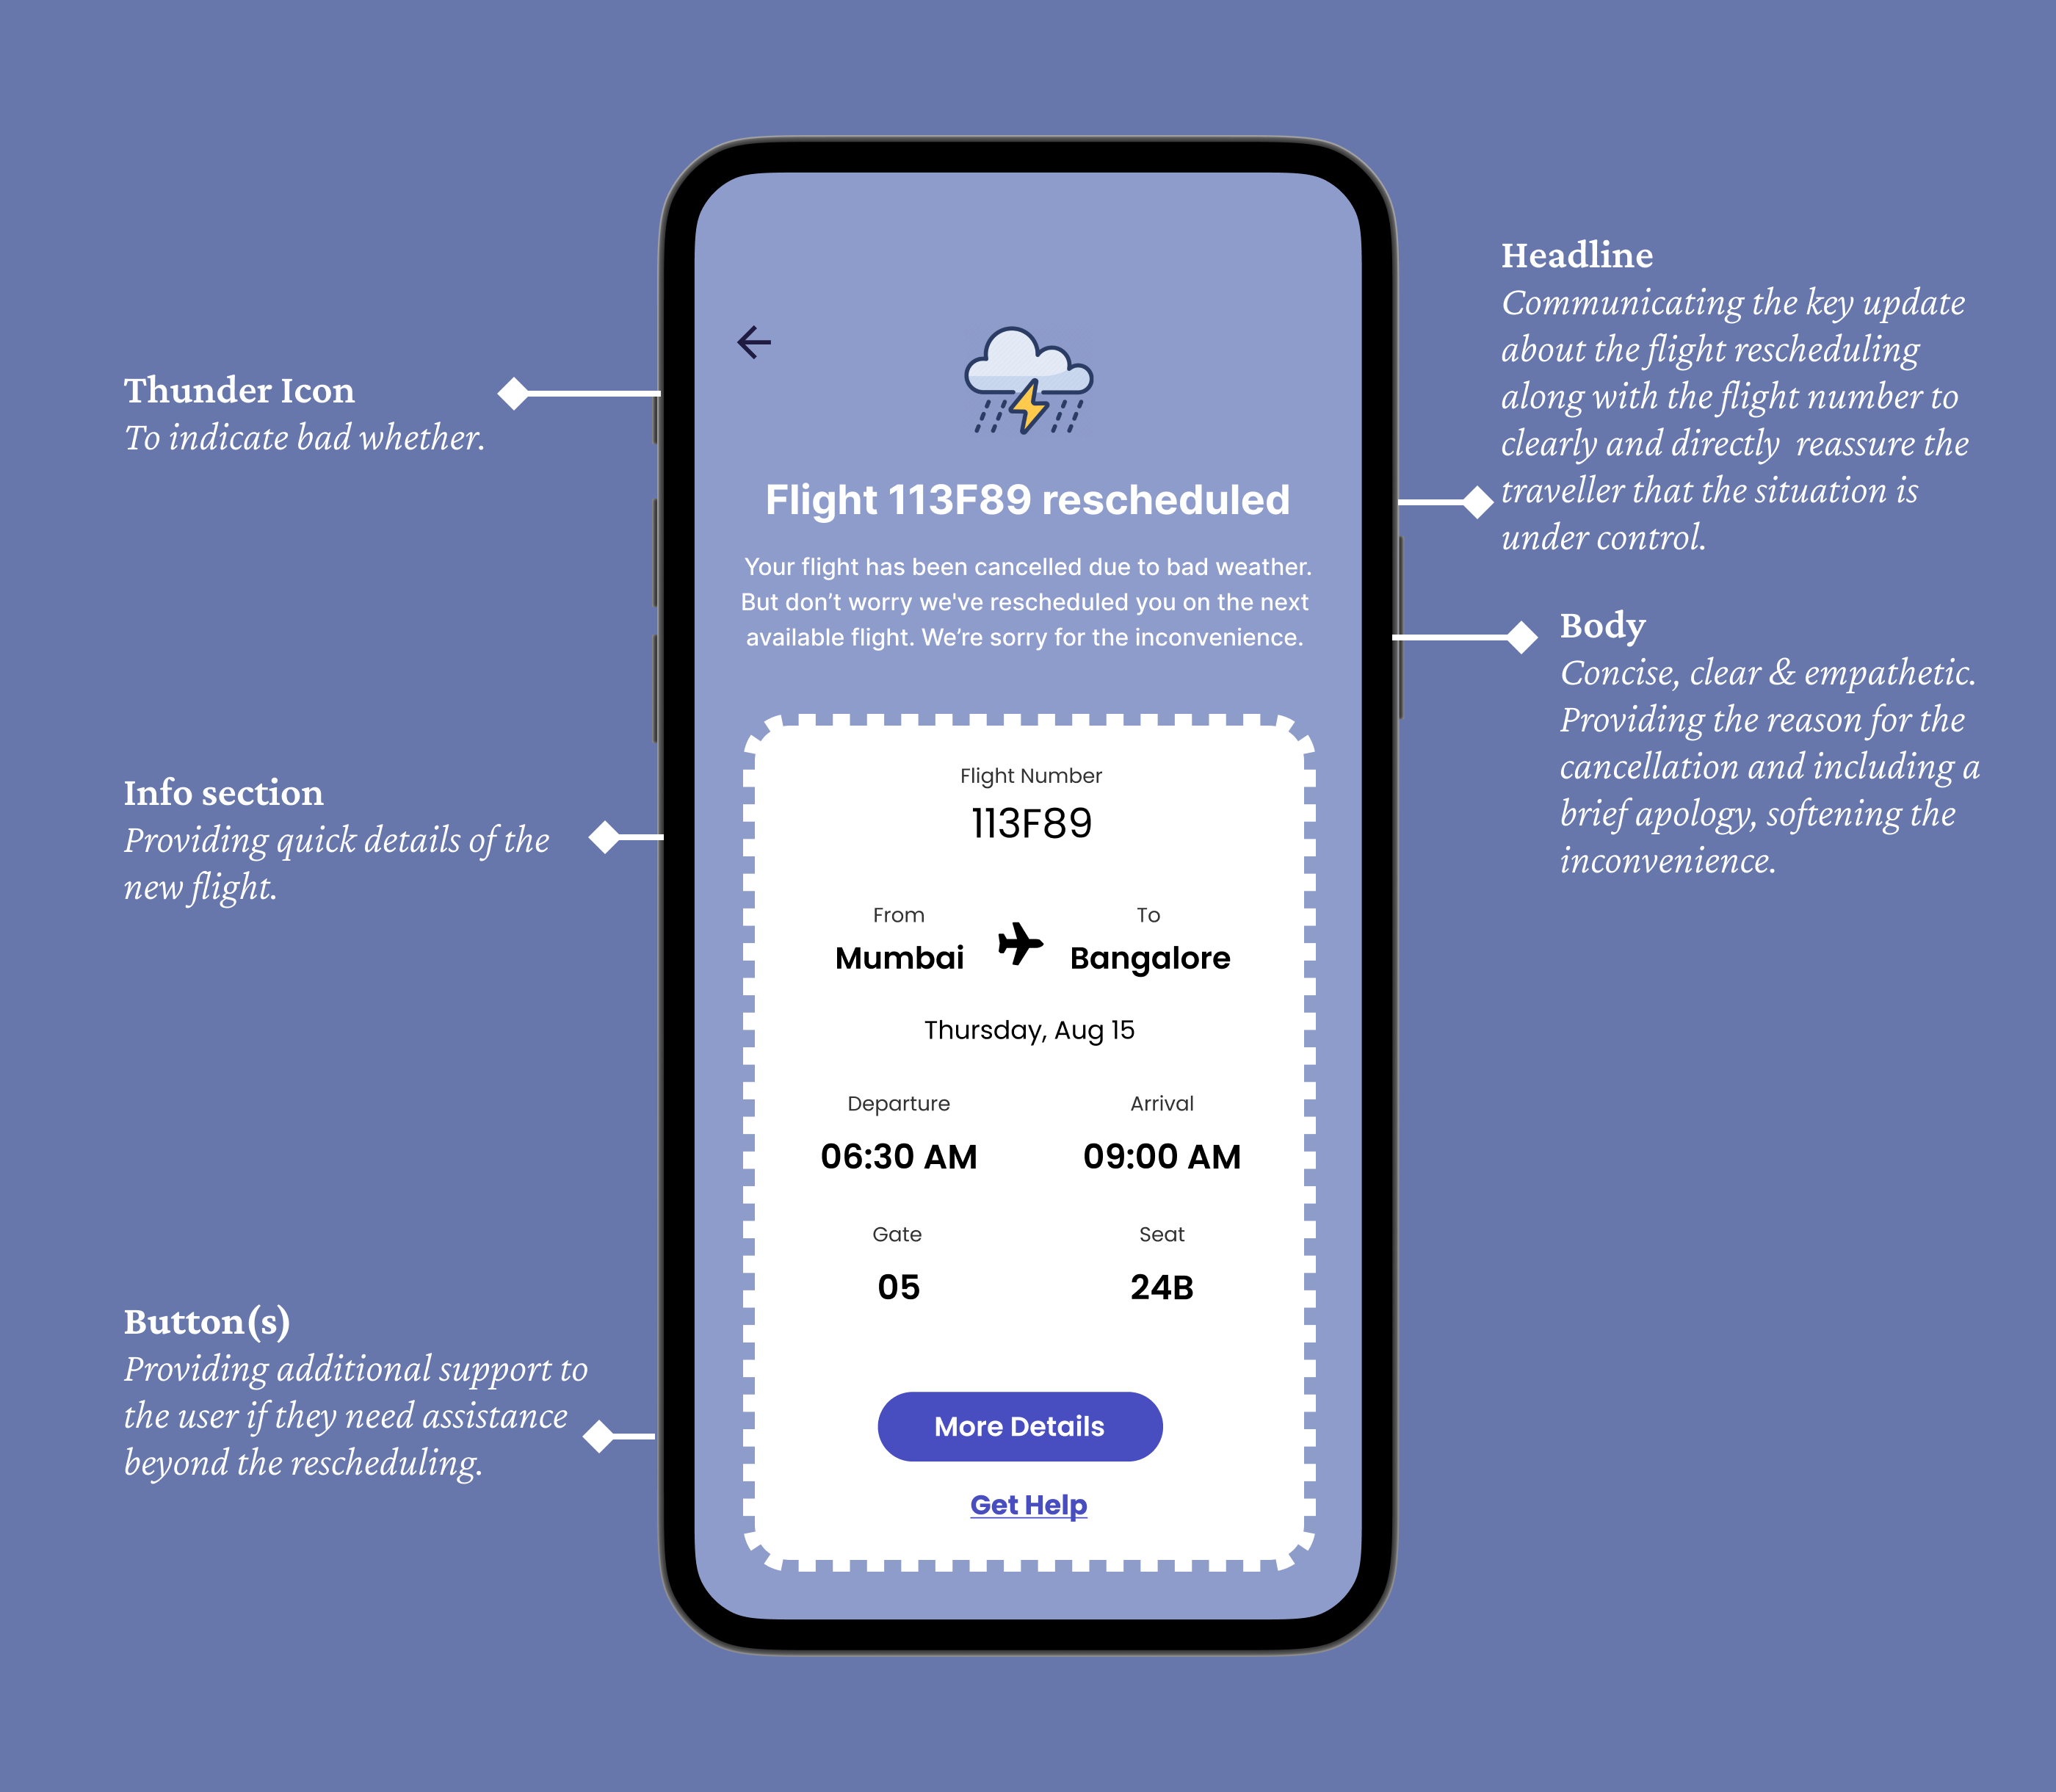 Thunder Icon
To indicate bad whether.
Info section
Providing quick details of the
new flight.
Button(s)
Providing additional support to
the user if they need assistance
beyond the rescheduling.
Flight 113F89 rescheduled
Your flight has been cancelled due to bad weather.
But don’t worry we've rescheduled you on the next
available flight. We’re sorry for the inconvenience.
Flight Number
113F89
From To
Mumbai Bangalore
Thursday, Aug 15
Departure Arrival
06:30 AM 09:00 AM
Gate Seat
05 24B
More Details
Get Help
Headline
Communicating the key update
about the flight rescheduling
along with the flight number to
clearly and directly  reassure the
traveller that the situation is
under control.
Body
Concise, clear & empathetic.
Providing the reason for the
cancellation and including a
brief apology, softening the
inconvenience.